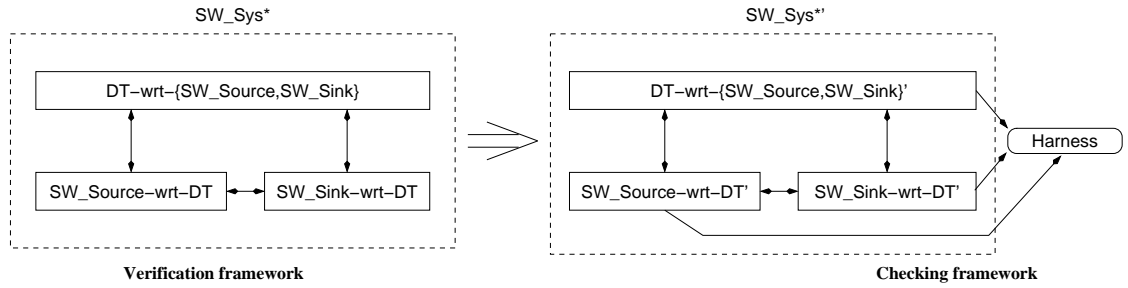 SW_Sys*
SW_Sys*'
DT−wrt−{SW_Source,SW_Sink}
DT−wrt−{SW_Source,SW_Sink}'
Harness
SW_Source−wrt−DT
SW_Sink−wrt−DT
SW_Source−wrt−DT'
SW_Sink−wrt−DT'
Verification framework
Checking framework